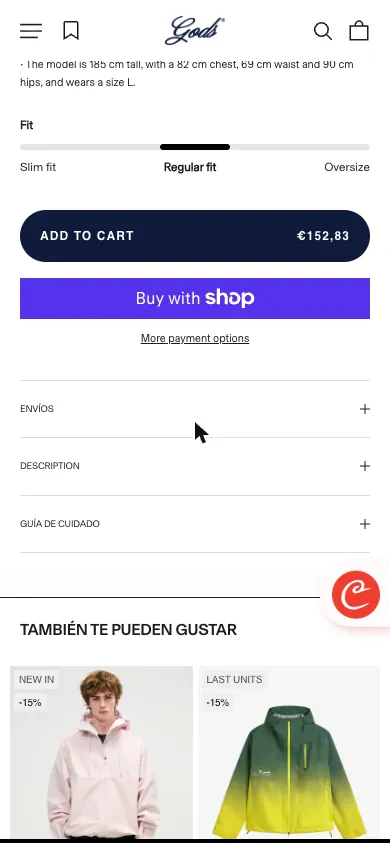 Gods
· The model is 185 cm tall, with a 82 cm chest, 69 cm waist and 90 cm
hips, and wears a size L.
Fit
Slim fit
Regular fit
Oversize
ADD TO CART
€152,83
Buy with shop
More payment options
ENVÍOS
DESCRIPTION
GUÍA DE CUIDADO
TAMBIÉN TE PUEDEN GUSTAR
NEW IN
-15%
LAST UNITS
-15%